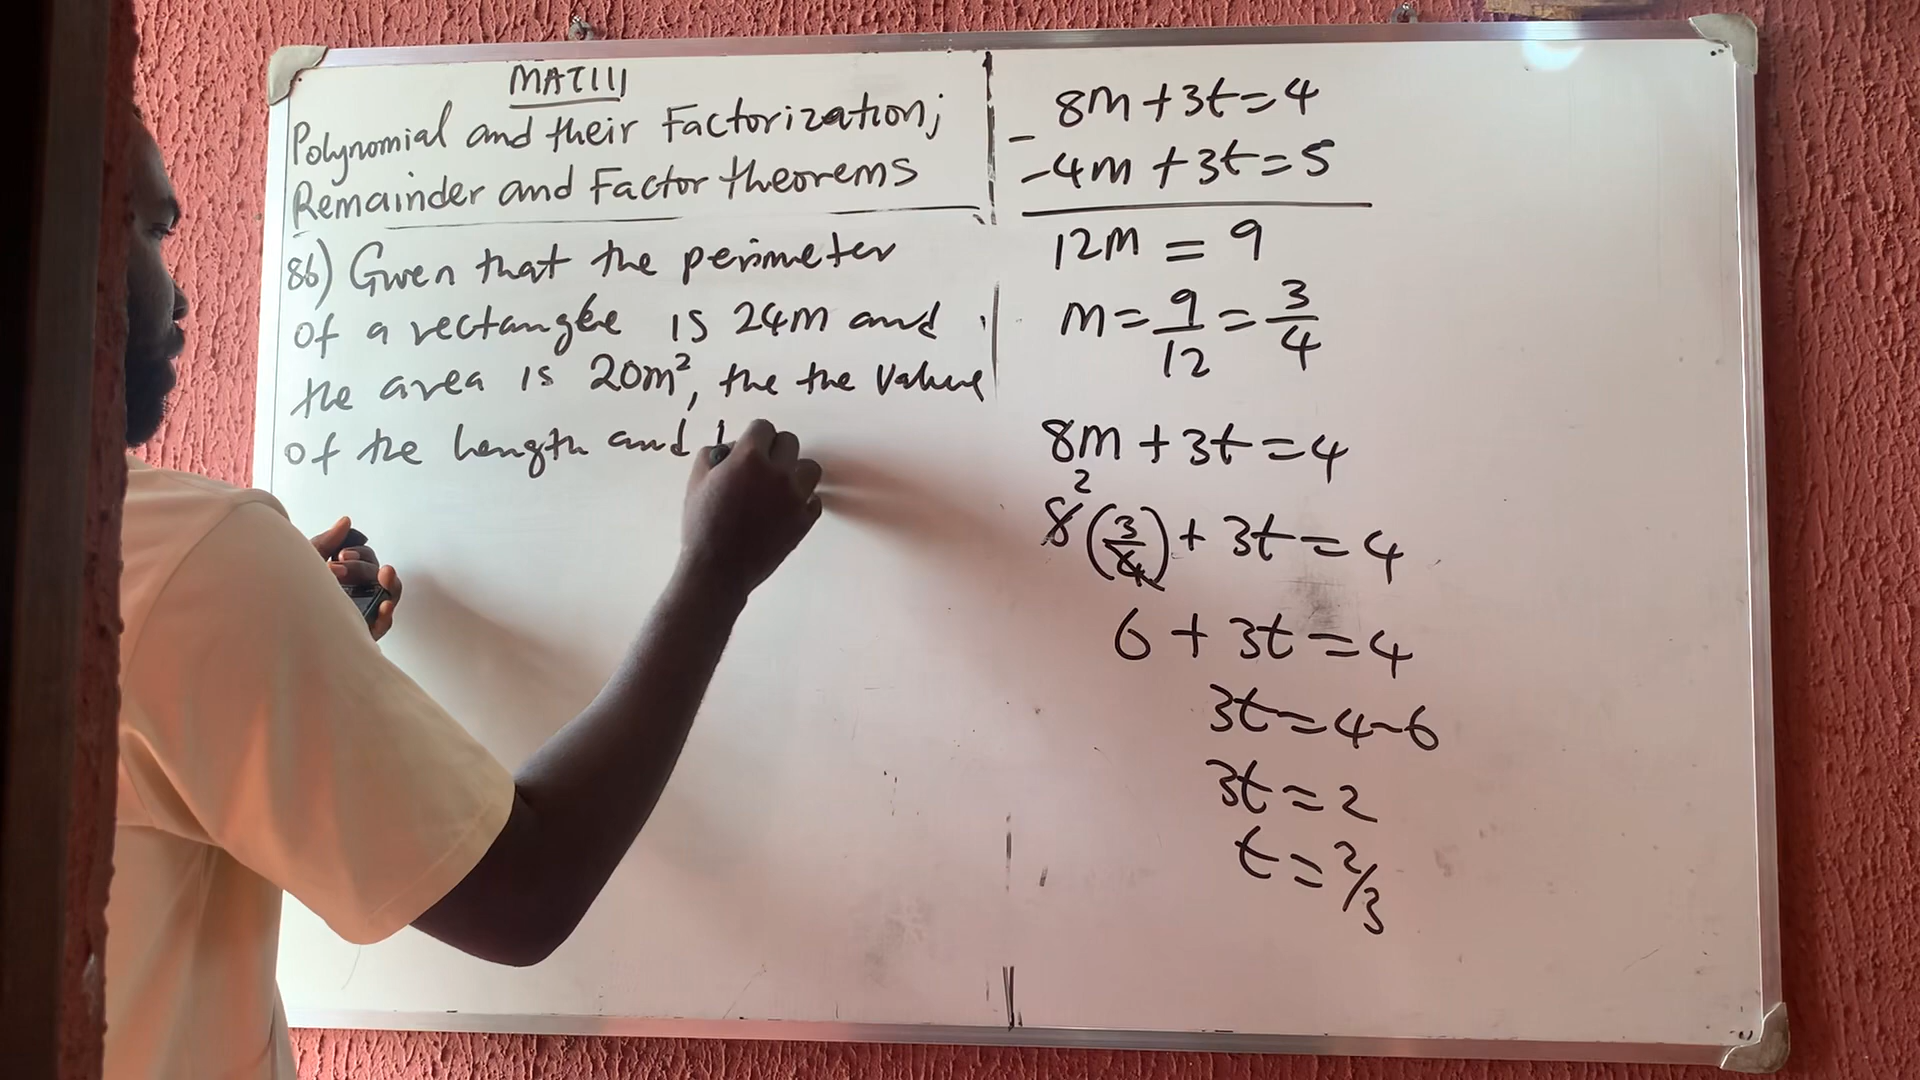 MAT111
Polynomial and their Factorization;
Remainder and Factor theorems
86) Given that the perimeter
of a rectangle is 24m and
the area is 20m², the the value
of the length and
8m + 3t = 4
- -4m + 3t = 5
12m = 9
m = 9/12 = 3/4
8m + 3t = 4
2
8(3/4) + 3t = 4
6 + 3t = 4
3t = 4-6
3t = 2
t = 2/3